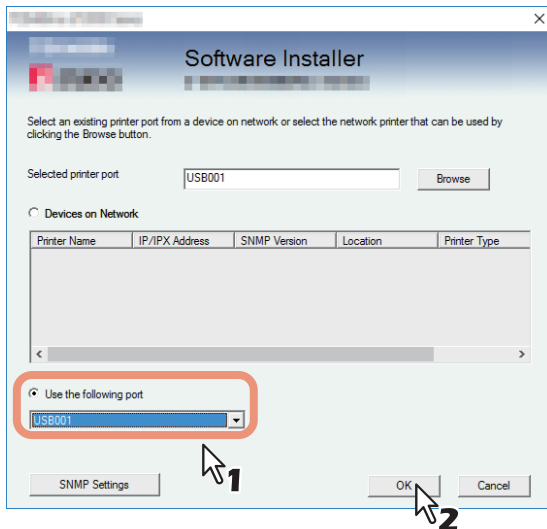 Software Installer
Select an existing printer port from a device on network or select the network printer that can be used by
clicking the Browse button.
Selected printer port USB001 Browse
Devices on Network
Printer Name IP/IPX Address SNMP Version Location Printer Type
Use the following port
USB001
1
SNMP Settings OK Cancel
2